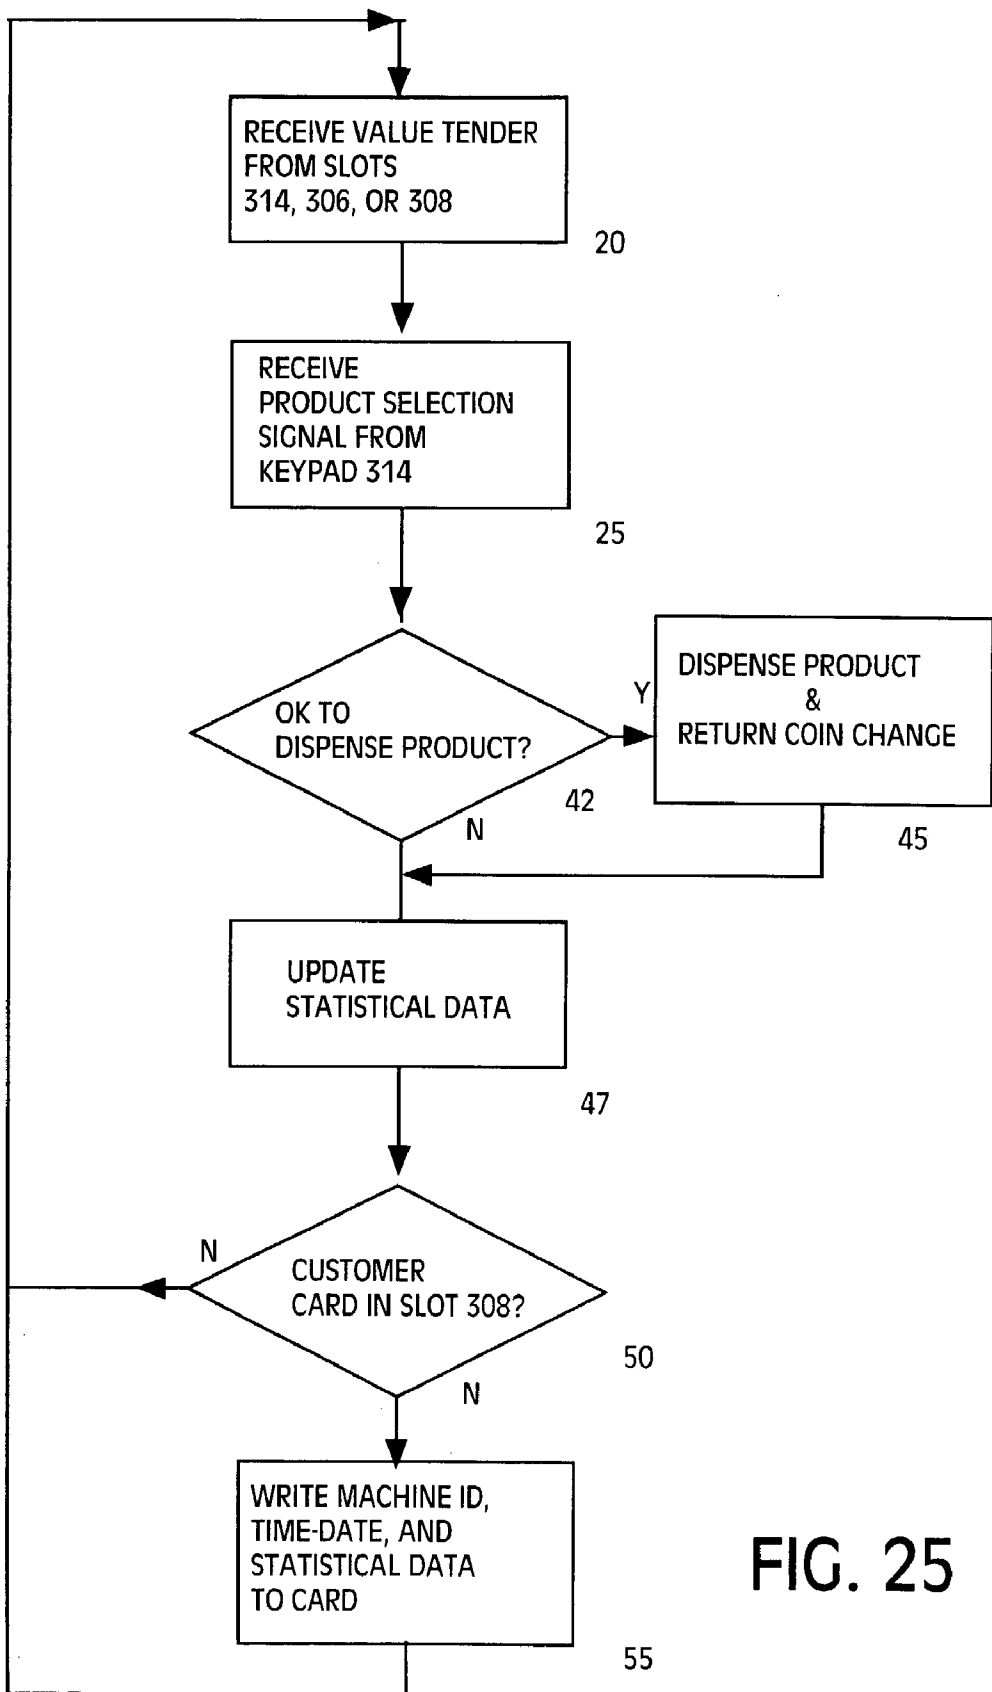 RECEIVE VALUE TENDER
FROM SLOTS
314, 306, OR 308
20
RECEIVE
PRODUCT SELECTION
SIGNAL FROM
KEYPAD 314
25
OK TO
DISPENSE PRODUCT?
Y
42
N
DISPENSE PRODUCT
&
RETURN COIN CHANGE
45
UPDATE
STATISTICAL DATA
47
N
CUSTOMER
CARD IN SLOT 308?
50
N
WRITE MACHINE ID,
TIME-DATE, AND
STATISTICAL DATA
TO CARD
55
FIG. 25